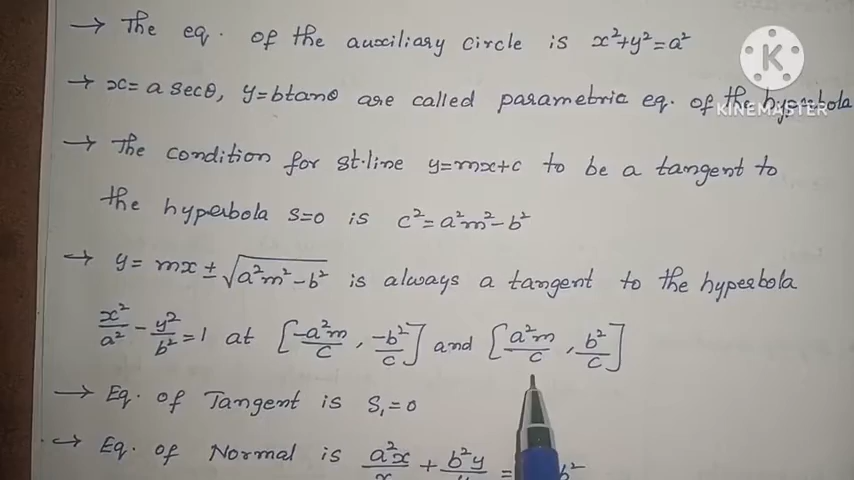 → The eq. of the auxiliary circle is x²+y²=a²
K
KINEMASTER
→ x=a secθ, y=btanθ are called parametric eq. of the hyperbola
→ The condition for st.line y=mx+c to be a tangent to
the hyperbola S=0 is c²=a²m²-b²
→ y= mx ± √(a²m²-b²) is always a tangent to the hyperbola
x²/a² - y²/b² =1 at [-a²m/c, -b²/c] and [a²m/c, b²/c]
→ Eq. of Tangent is S₁=0
→ Eq. of Normal is a²x/x + b²y/ = b²